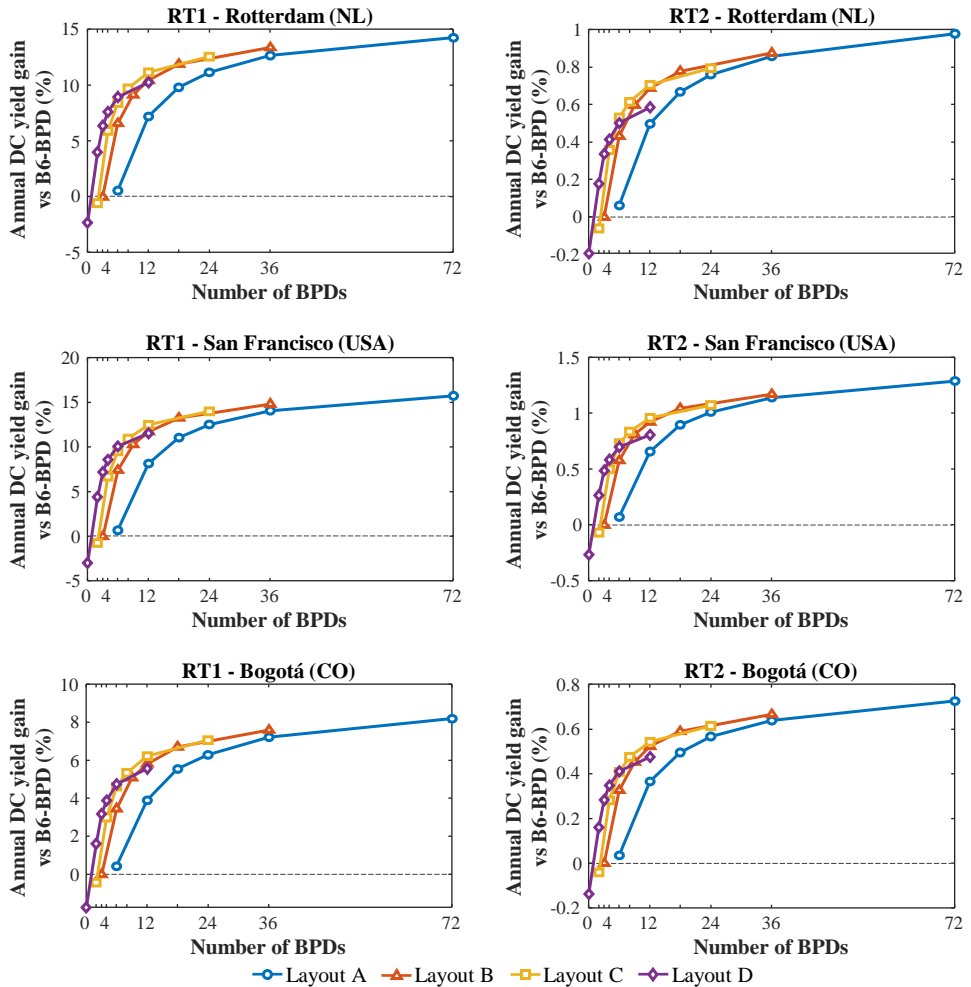 RT1 - Rotterdam (NL)
Annual DC yield gain
vs B6-BPD (%)
15
10
5
0
-5
0 4 12 24 36 72
Number of BPDs
RT2 - Rotterdam (NL)
Annual DC yield gain
vs B6-BPD (%)
1
0.8
0.6
0.4
0.2
0
-0.2
0 4 12 24 36 72
Number of BPDs
RT1 - San Francisco (USA)
Annual DC yield gain
vs B6-BPD (%)
20
15
10
5
0
-5
0 4 12 24 36 72
Number of BPDs
RT2 - San Francisco (USA)
Annual DC yield gain
vs B6-BPD (%)
1.5
1
0.5
0
-0.5
0 4 12 24 36 72
Number of BPDs
RT1 - Bogotá (CO)
Annual DC yield gain
vs B6-BPD (%)
10
8
6
4
2
0
0 4 12 24 36 72
Number of BPDs
RT2 - Bogotá (CO)
Annual DC yield gain
vs B6-BPD (%)
0.8
0.6
0.4
0.2
0
-0.2
0 4 12 24 36 72
Number of BPDs
Layout A Layout B Layout C Layout D